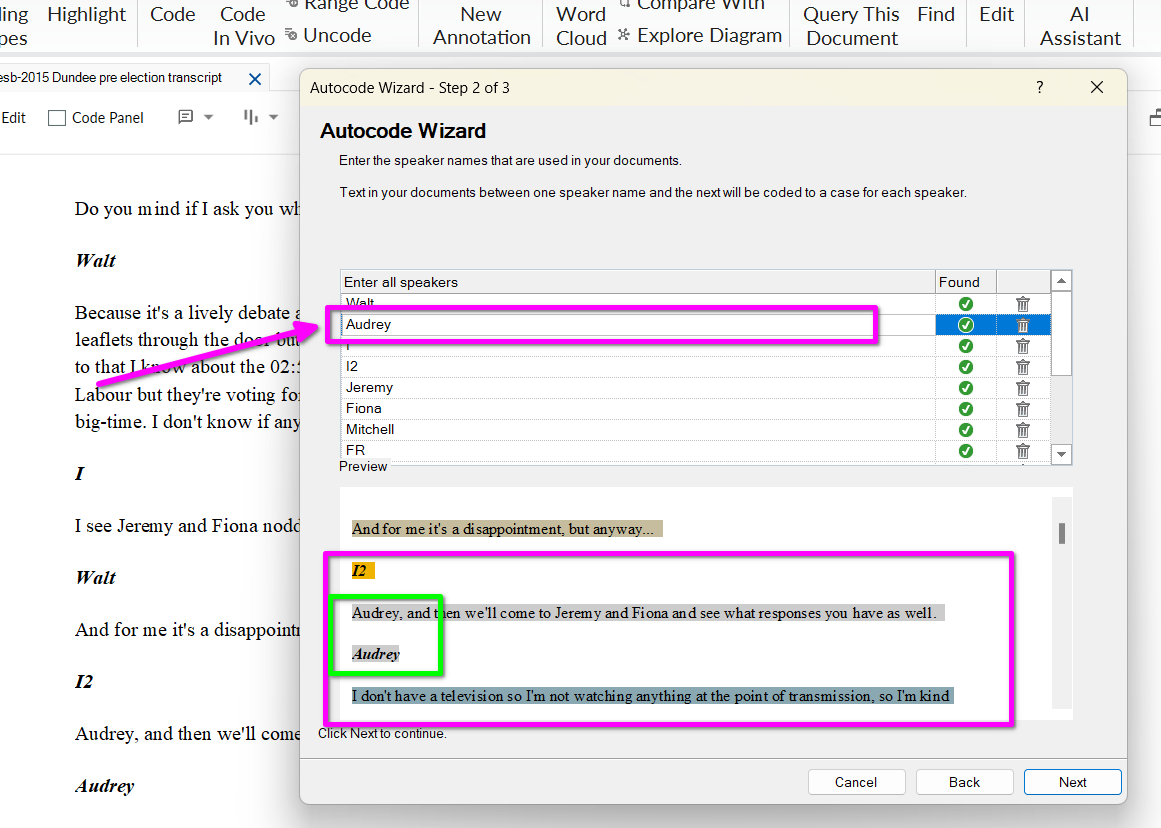 ing Highlight Code Code Range Code New Word Compare With Query This Find Edit AI
pes In Vivo Uncode Annotation Cloud Explore Diagram Document Assistant
esb-2015 Dundee pre election transcript
Edit Code Panel
Do you mind if I ask you wh
Walt
Because it's a lively debate a
leaflets through the door but
to that I know about the 02:5
Labour but they're voting for
big-time. I don't know if any
I
I see Jeremy and Fiona nodd
Walt
And for me it's a disappointm
I2
Audrey, and then we'll come
Audrey
Autocode Wizard - Step 2 of 3 ?
Autocode Wizard
Enter the speaker names that are used in your documents.
Text in your documents between one speaker name and the next will be coded to a case for each speaker.
Enter all speakers Found
Walt
Audrey
I
I2
Jeremy
Fiona
Mitchell
FR
Preview
And for me it's a disappointment, but anyway...
I2
Audrey, and then we'll come to Jeremy and Fiona and see what responses you have as well.
Audrey
I don't have a television so I'm not watching anything at the point of transmission, so I'm kind
Click Next to continue.
Cancel Back Next